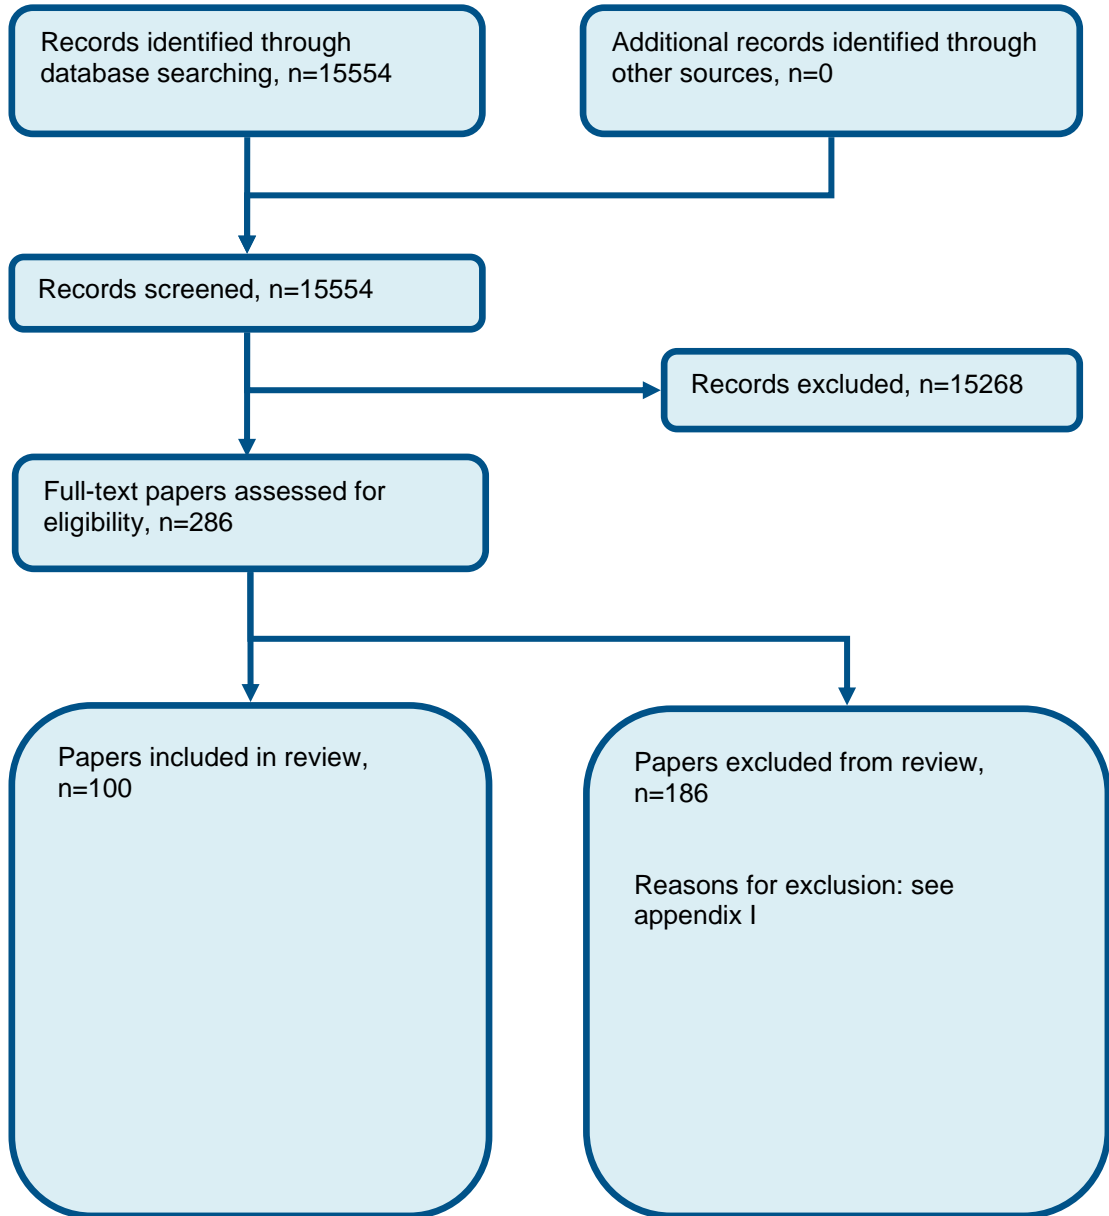 Records identified through
database searching, n=15554
Additional records identified through
other sources, n=0
Records screened, n=15554
Records excluded, n=15268
Full-text papers assessed for
eligibility, n=286
Papers included in review,
n=100
Papers excluded from review,
n=186
Reasons for exclusion: see
appendix I